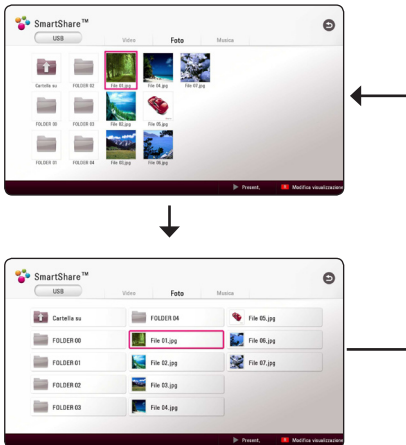 SmartShare™
USB
Video Foto Musica
Cartella su FOLDER 02 File 01.jpg File 04.jpg File 07.jpg
FOLDER 00 FOLDER 03 File 02.jpg File 05.jpg
FOLDER 01 FOLDER 04 File 03.jpg File 06.jpg
Present. Modifica visualizzazione
SmartShare™
USB
Video Foto Musica
Cartella su FOLDER 04 File 05.jpg
FOLDER 00 File 01.jpg File 06.jpg
FOLDER 01 File 02.jpg File 07.jpg
FOLDER 02 File 03.jpg
FOLDER 03 File 04.jpg
Present. Modifica visualizzazione